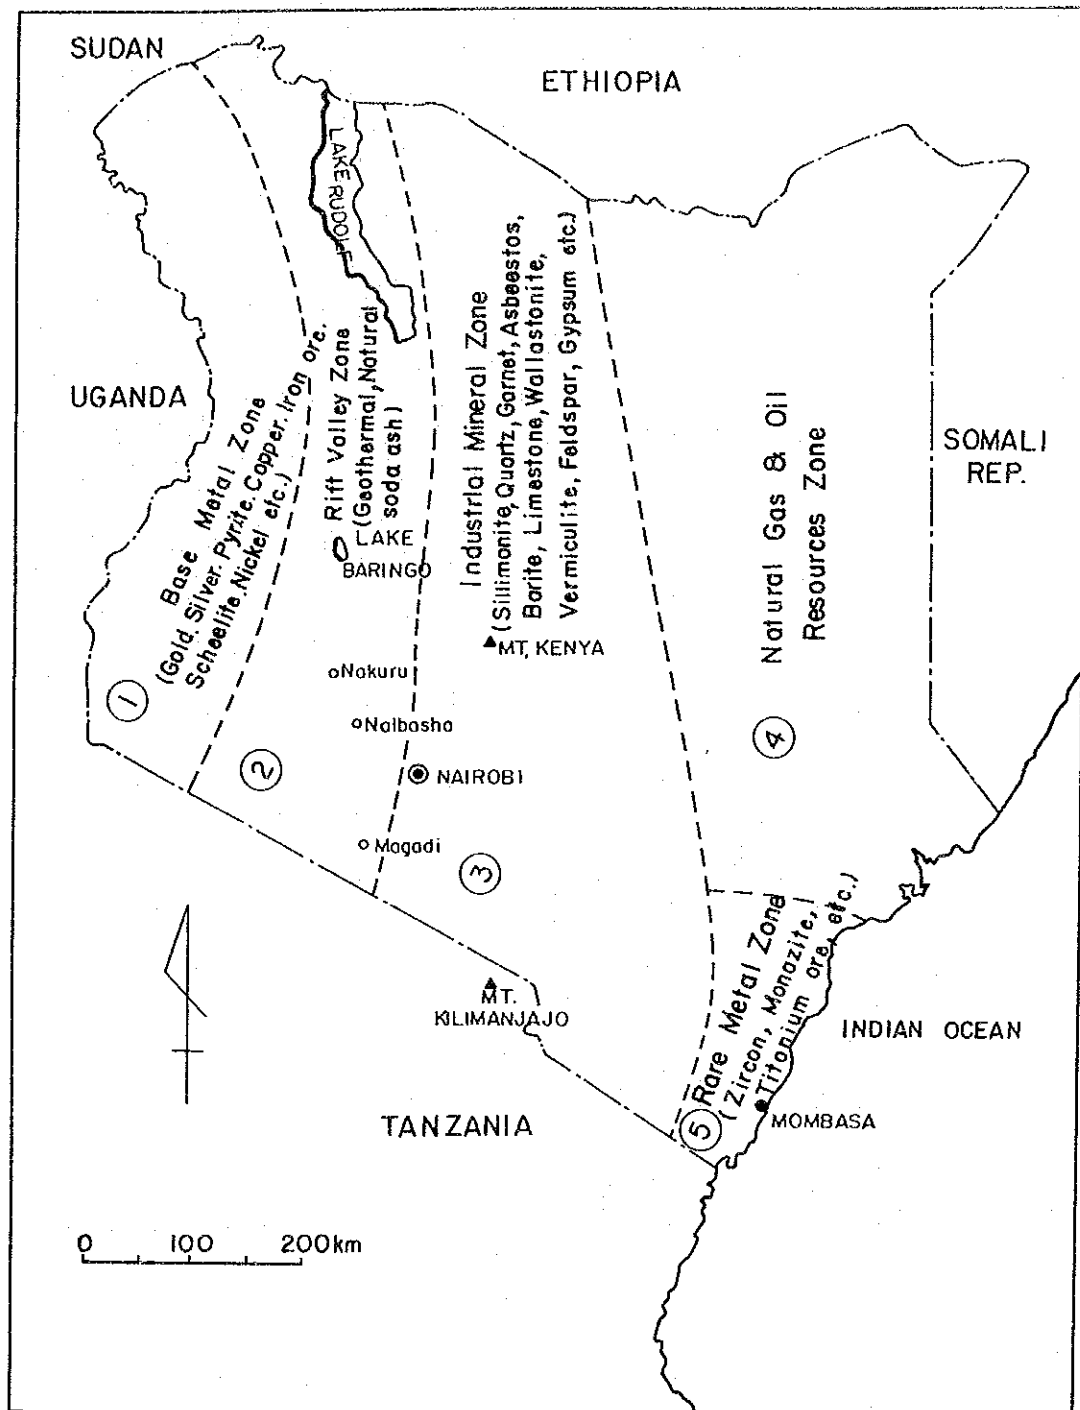 SUDAN
ETHIOPIA
LAKE RUDOLF
UGANDA
SOMALI
REP.
Base Metal Zone
(Gold. Silver. Pyrite. Copper. Iron ore.
Scheelite. Nickel etc.)
Rift Valley Zone
(Geothermal, Natural
soda ash)
Industrial Mineral Zone
(Sillimonite, Quartz, Garnet, Asbeestos,
Barite, Limestone, Wallastonite,
Vermiculite, Feldspar, Gypsum etc.)
Natural Gas & Oil
Resources Zone
LAKE
BARINGO
MT, KENYA
Nakuru
1
Naibasha
2
4
NAIROBI
Magadi
3
Rare Metal Zone
(Zircon, Monazite,
Titanium ore, etc.)
5
MT.
KILIMANJAJO
INDIAN OCEAN
TANZANIA
MOMBASA
0 100 200km